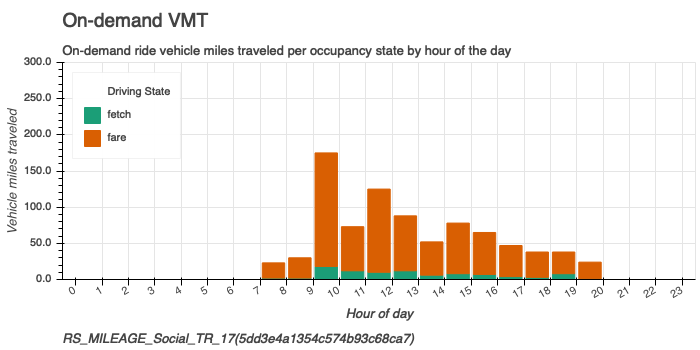 On-demand VMT
On-demand ride vehicle miles traveled per occupancy state by hour of the day
300.0
250.0
200.0
150.0
100.0
50.0
0.0
Vehicle miles traveled
Driving State
fetch
fare
0 1 2 3 4 5 6 7 8 9 10 11 12 13 14 15 16 17 18 19 20 21 22 23
Hour of day
RS_MILEAGE_Social_TR_17(5dd3e4a1354c574b93c68ca7)